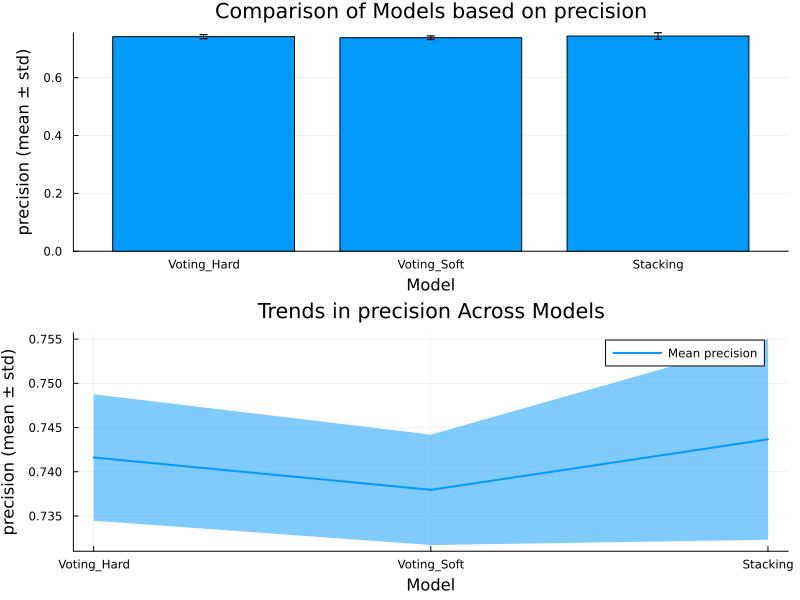 Comparison of Models based on precision
precision (mean ± std)
0.6
0.4
0.2
0.0
Voting_Hard Voting_Soft Stacking
Model
Trends in precision Across Models
precision (mean ± std)
0.755
0.750
0.745
0.740
0.735
Mean precision
Voting_Hard Voting_Soft Stacking
Model